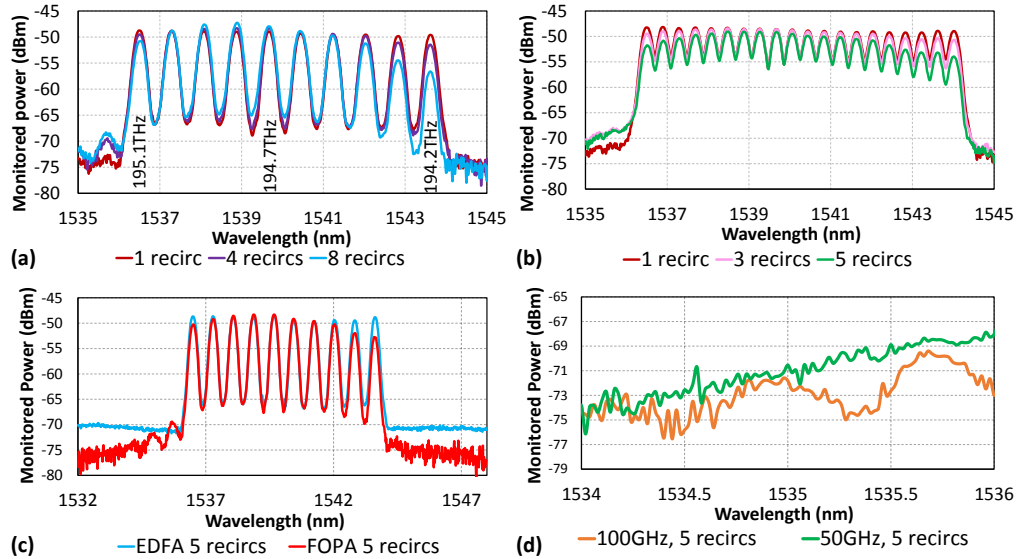 Monitored power (dBm)
-45
-50
-55
-60
-65
-70
-75
-80
195.1THz
194.7THz
194.2THz
1535 1537 1539 1541 1543 1545
Wavelength (nm)
(a)
1 recirc 4 recircs 8 recircs
Monitored power (dBm)
-45
-50
-55
-60
-65
-70
-75
-80
1535 1537 1539 1541 1543 1545
Wavelength (nm)
(b)
1 recirc 3 recircs 5 recircs
Monitored Power (dBm)
-45
-50
-55
-60
-65
-70
-75
-80
1532 1537 1542 1547
Wavelength (nm)
(c)
EDFA 5 recircs FOPA 5 recircs
Monitored Power (dBm)
-65
-67
-69
-71
-73
-75
-77
-79
1534 1534.5 1535 1535.5 1536
Wavelength (nm)
(d)
100GHz, 5 recircs 50GHz, 5 recircs